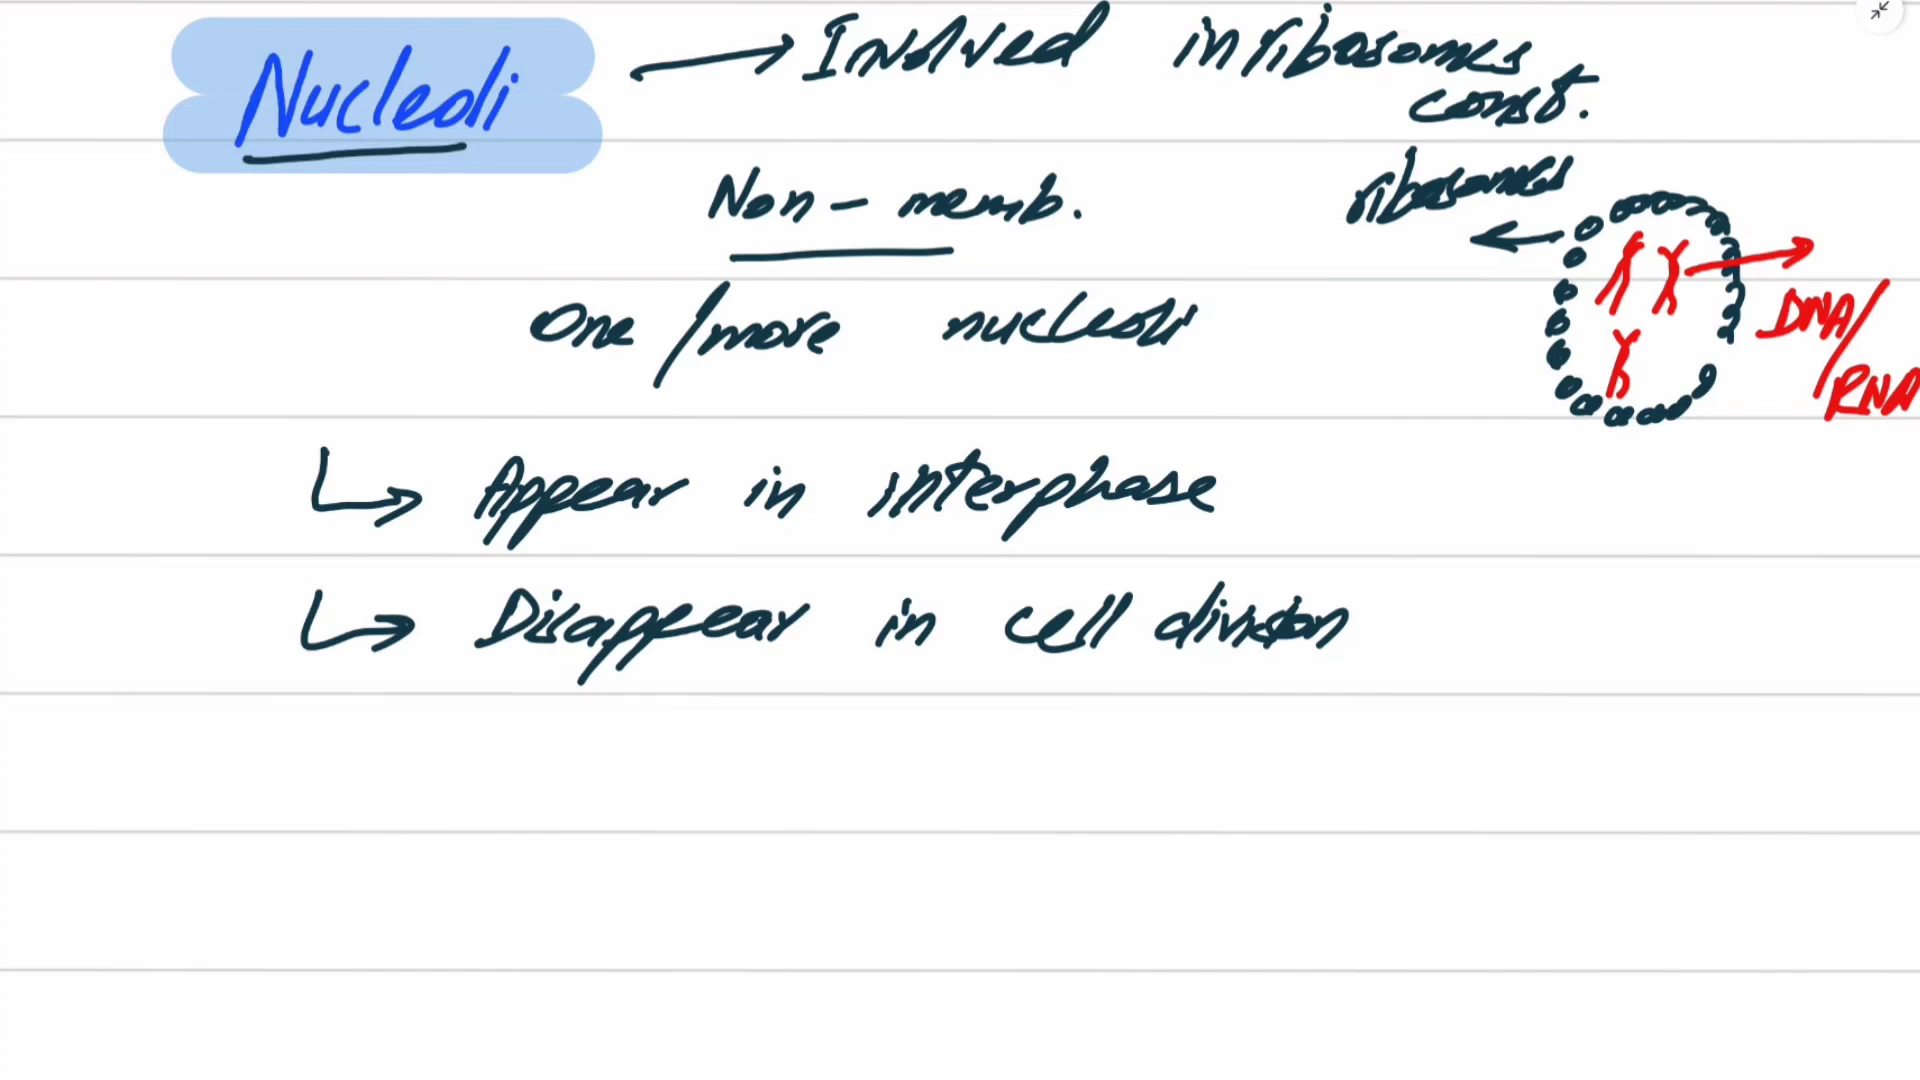 Nucleoli → Involved in ribosomes
const.
Non-memb.
ribosomes
One/more nucleoli
DNA/
RNA
↳ Appear in interphase
↳ Disappear in cell division